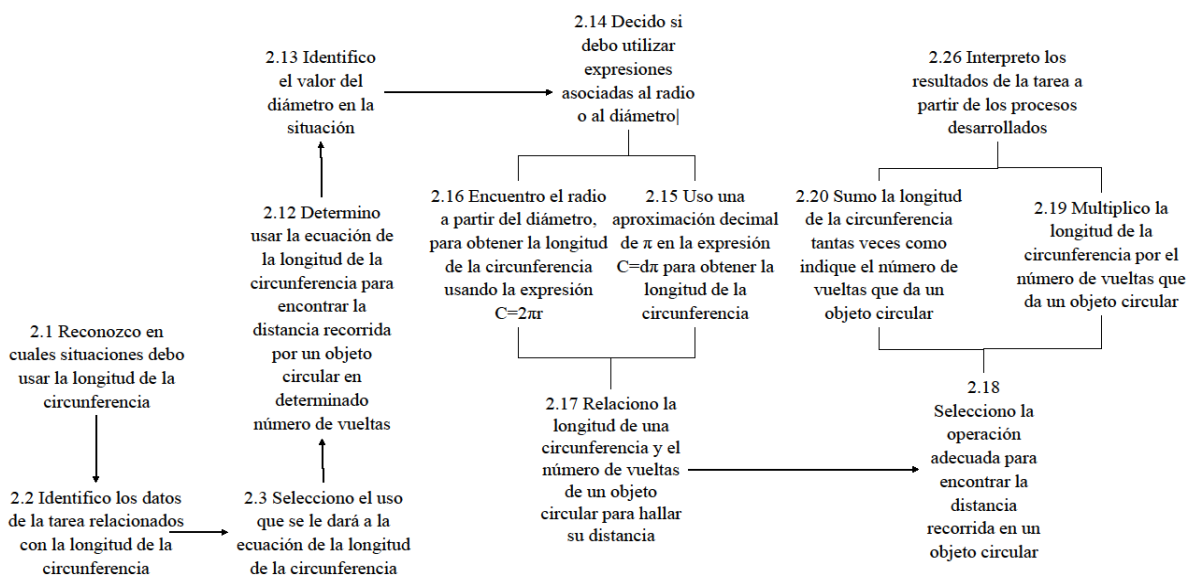 2.1 Reconozco en
cuales situaciones debo
usar la longitud de la
circunferencia
2.2 Identifico los datos
de la tarea relacionados
con la longitud de la
circunferencia
2.3 Selecciono el uso
que se le dará a la
ecuación de la longitud
de la circunferencia
2.12 Determino
usar la ecuación de
la longitud de la
circunferencia para
encontrar la
distancia recorrida
por un objeto
circular en
determinado
número de vueltas
2.13 Identifico
el valor del
diámetro en la
situación
2.14 Decido si
debo utilizar
expresiones
asociadas al radio
o al diámetro|
2.16 Encuentro el radio
a partir del diámetro,
para obtener la longitud
de la circunferencia
usando la expresión
C=2πr
2.15 Uso una
aproximación decimal
de π en la expresión
C=dπ para obtener la
longitud de la
circunferencia
2.17 Relaciono la
longitud de una
circunferencia y el
número de vueltas
de un objeto
circular para hallar
su distancia
2.18
Selecciono la
operación
adecuada para
encontrar la
distancia
recorrida en un
objeto circular
2.20 Sumo la longitud
de la circunferencia
tantas veces como
indique el número de
vueltas que da un
objeto circular
2.19 Multiplico la
longitud de la
circunferencia por el
número de vueltas que
da un objeto circular
2.26 Interpreto los
resultados de la tarea a
partir de los procesos
desarrollados